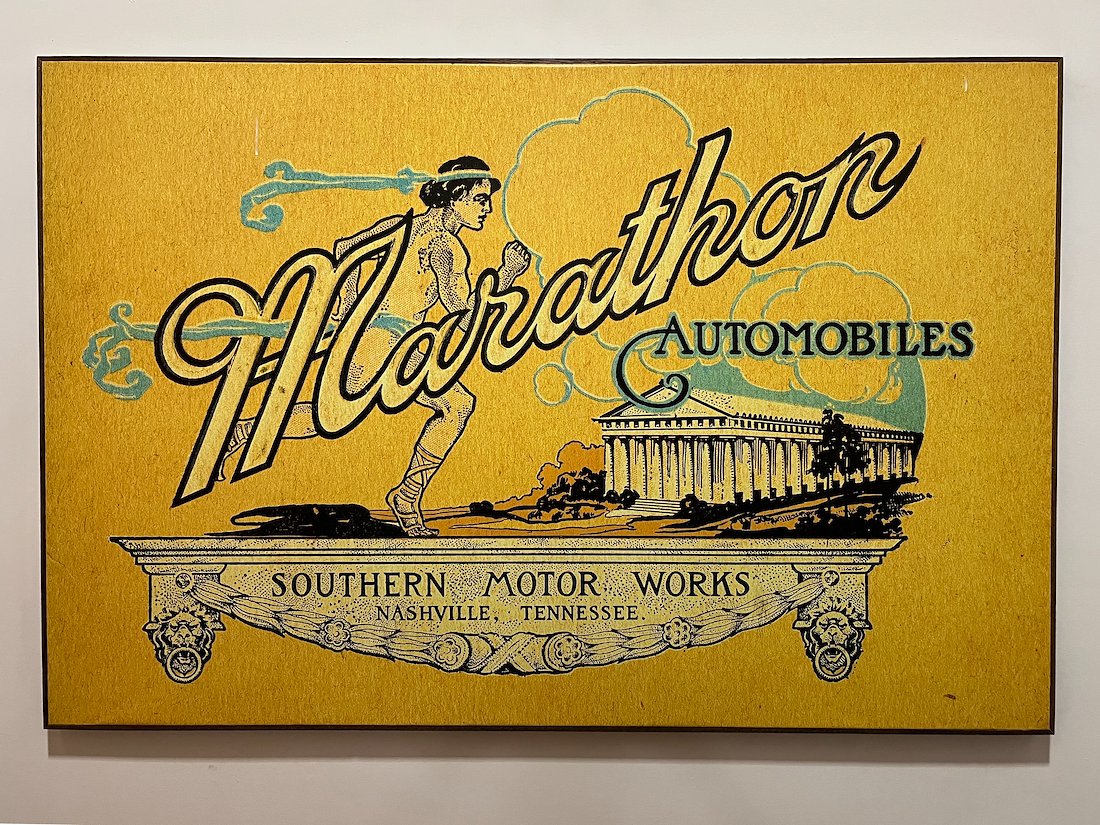 Marathon
AUTOMOBILES
SOUTHERN MOTOR WORKS
NASHVILLE, TENNESSEE.